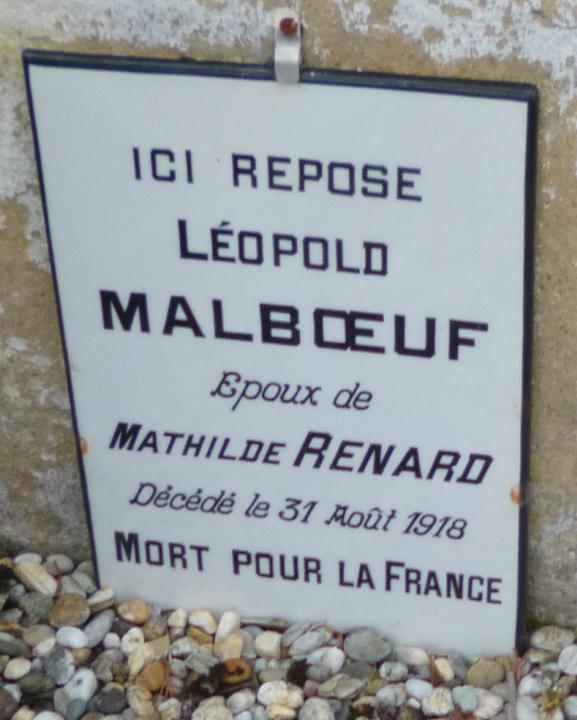 ICI REPOSE
LÉOPOLD
MALBŒUF
Epoux de
MATHILDE RENARD
Décédé le 31 Août 1918
MORT POUR LA FRANCE